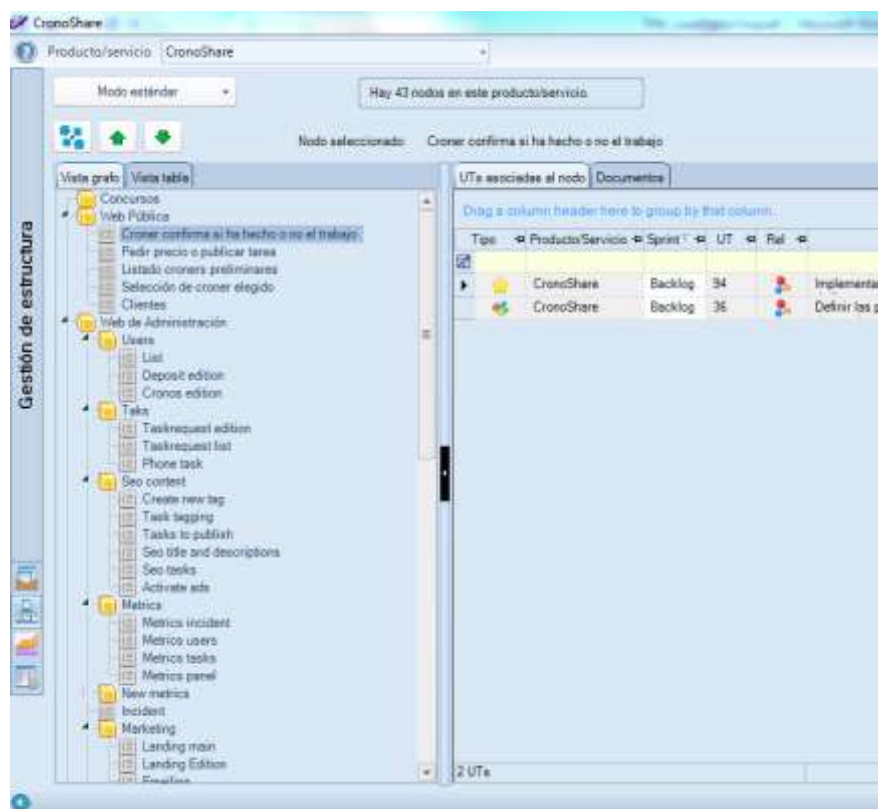 CronoShare
Producto/servicio CronoShare
Modo estándar
Hay 43 nodos en este producto/servicio.
Nodo seleccionado: Croner confirma si ha hecho o no el trabajo
Vista grafo Vista tabla
UTs asociadas al nodo Documentos
Gestión de estructura
Concursos
Web Pública
Croner confirma si ha hecho o no el trabajo
Pedir precio o publicar tarea
Listado croners preliminares
Selección de croner elegido
Clientes
Web de Administración
Users
List
Deposit edition
Cronos edition
Taks
Taskrequest edition
Taskrequest list
Phone task
Seo content
Create new tag
Task tagging
Tasks to publish
Seo title and descriptions
Seo tasks
Activate ads
Metrics
Metrics incident
Metrics users
Metrics tasks
Metrics panel
New metrics
Incident
Marketing
Landing main
Landing Edition
Emailing
Drag a column header here to group by that column.
Tipo Producto/Servicio Sprint UT Rel
CronoShare Backlog 94 Implementa
CronoShare Backlog 36 Definir las p
2 UTs